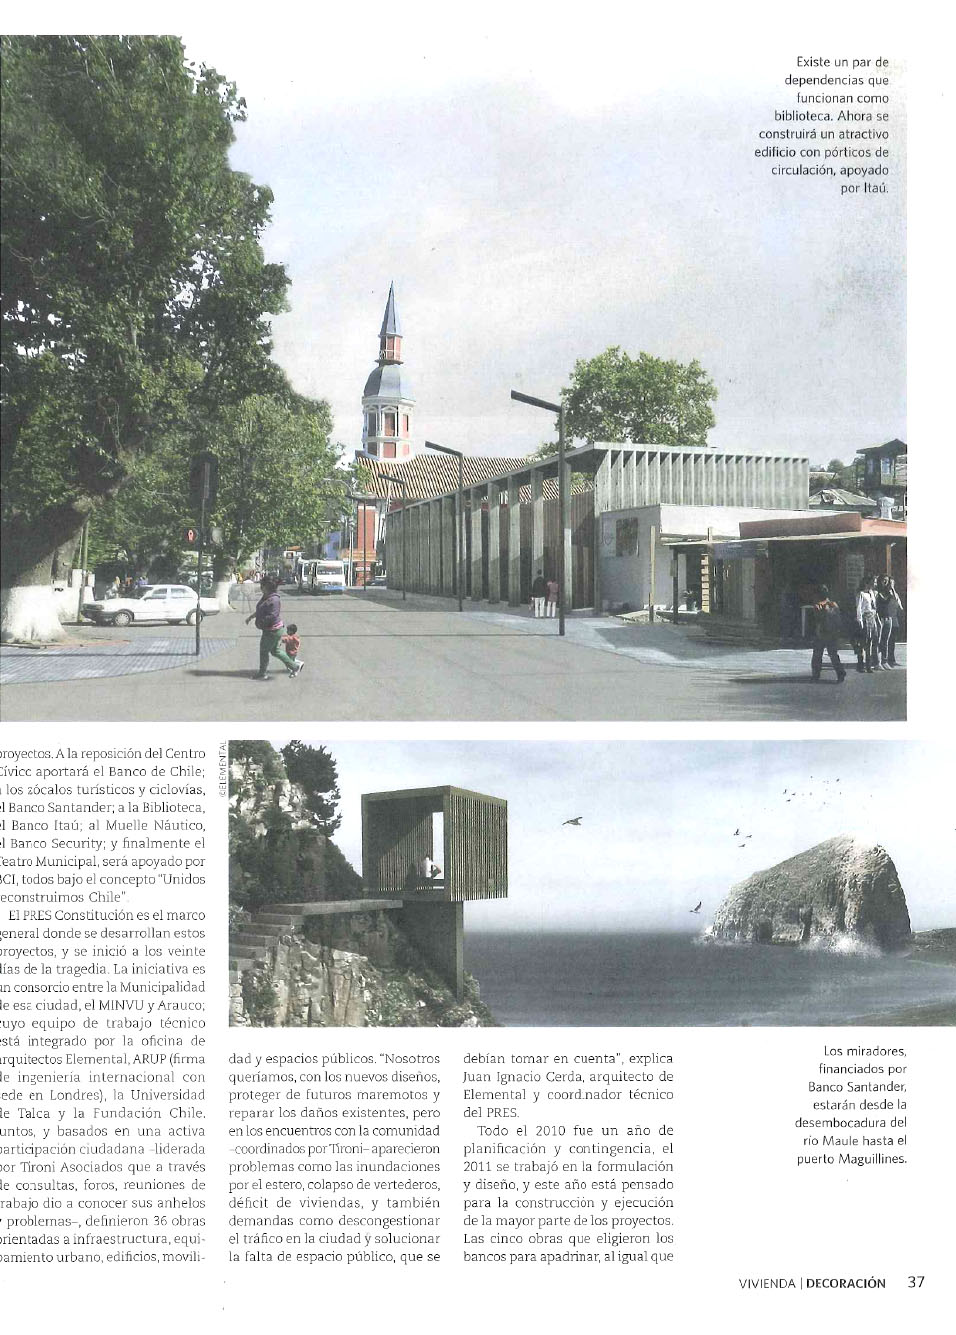 Existe un par de
dependencias que
funcionan como
biblioteca. Ahora se
construirá un atractivo
edificio con pórticos de
circulación, apoyado
por Itaú.
royectos. A la reposición del Centro
Cívicc aportará el Banco de Chile;
los zócalos turísticos y ciclovías,
l Banco Santander; a la Biblioteca,
l Banco Itaú; al Muelle Náutico,
l Banco Security; y finalmente el
Teatro Municipal, será apoyado por
BCI, todos bajo el concepto "Unidos
econstruimos Chile".
El PRES Constitución es el marco
general donde se desarrollan estos
royectos, y se inició a los veinte
ías de la tragedia. La iniciativa es
n consorcio entre la Municipalidad
de esa ciudad, el MINVU y Arauco;
cuyo equipo de trabajo técnico
está integrado por la oficina de
arquitectos Elemental, ARUP (firma
de ingeniería internacional con
sede en Londres), la Universidad
de Talca y la Fundación Chile.
untos, y basados en una activa
participación ciudadana –liderada
por Tironi Asociados que a través
de consultas, foros, reuniones de
trabajo dio a conocer sus anhelos
y problemas–, definieron 36 obras
orientadas a infraestructura, equi-
pamiento urbano, edificios, movili-
©ELEMENTAL
dad y espacios públicos. "Nosotros
queríamos, con los nuevos diseños,
proteger de futuros maremotos y
reparar los daños existentes, pero
en los encuentros con la comunidad
–coordinados por Tironi– aparecieron
problemas como las inundaciones
por el estero, colapso de vertederos,
déficit de viviendas, y también
demandas como descongestionar
el tráfico en la ciudad y solucionar
la falta de espacio público, que se
debían tomar en cuenta", explica
Juan Ignacio Cerda, arquitecto de
Elemental y coord.nador técnico
del PRES.
Todo el 2010 fue un año de
planificación y contingencia, el
2011 se trabajó en la formulación
y diseño, y este año está pensado
para la construcción y ejecución
de la mayor parte de los proyectos.
Las cinco obras que eligieron los
bancos para apadrinar, al igual que
Los miradores,
financiados por
Banco Santander,
estarán desde la
desembocadura del
río Maule hasta el
puerto Maguillines.
VIVIENDA | DECORACIÓN 37